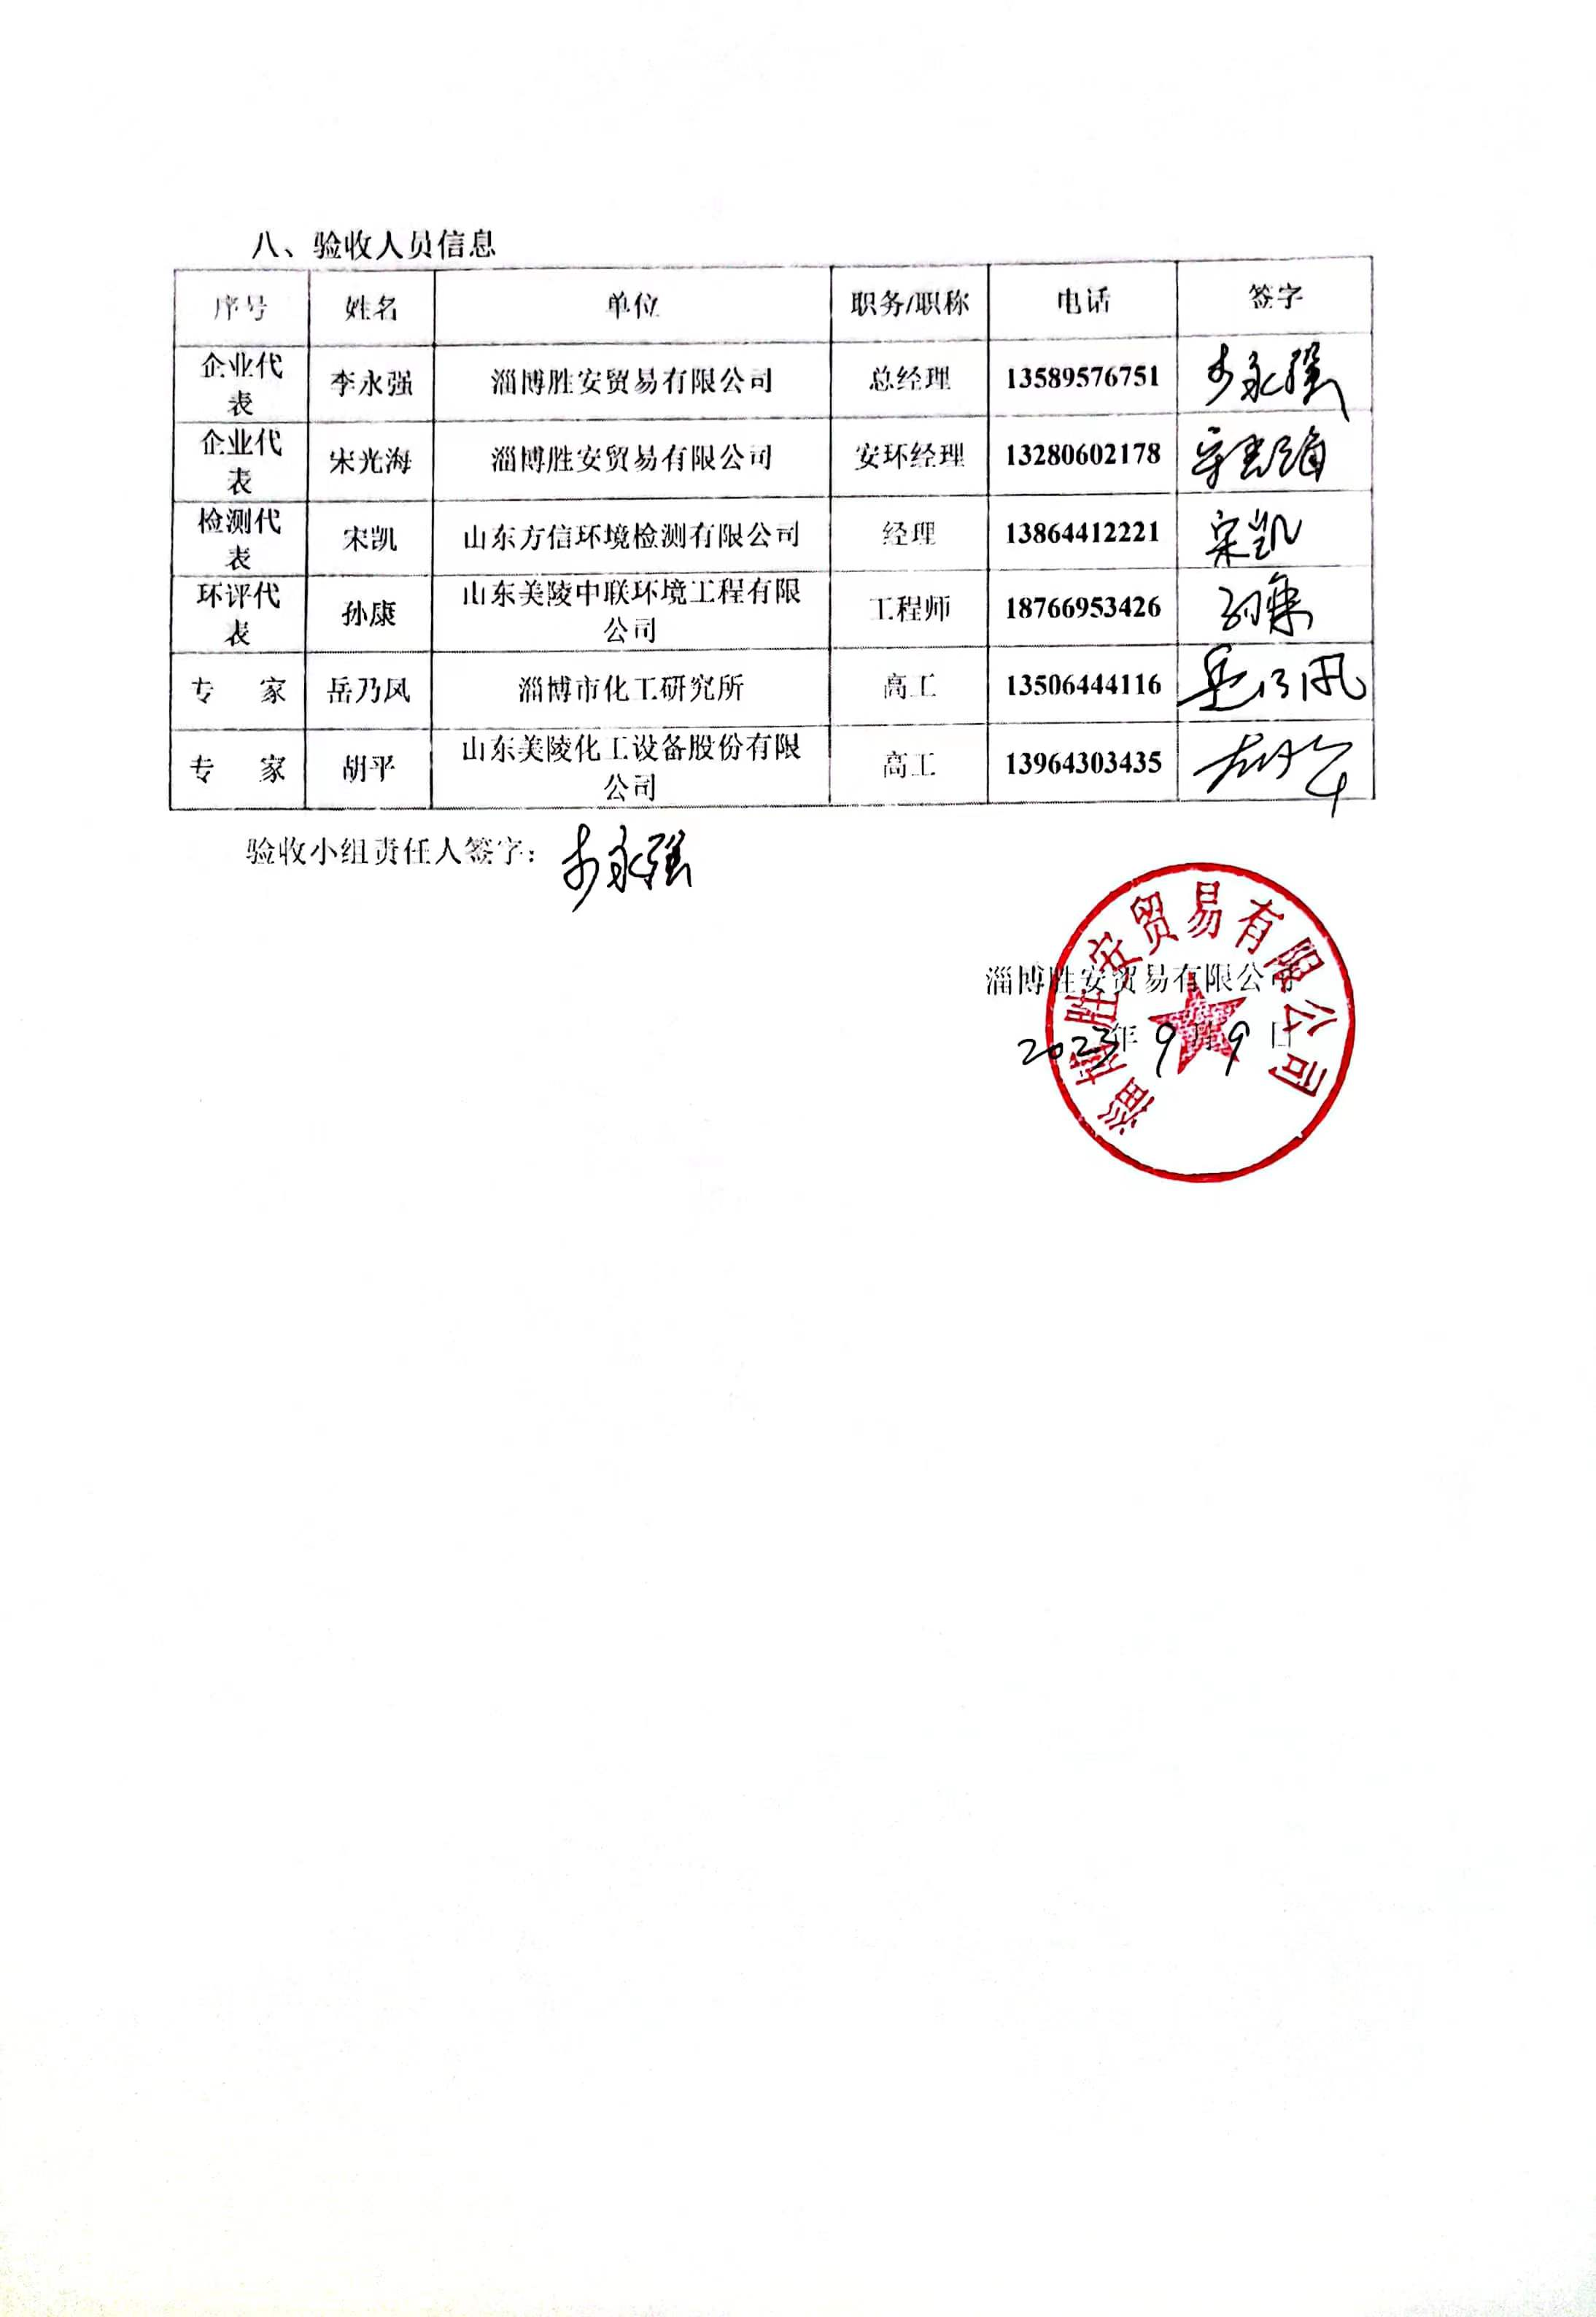 八、验收人员信息
序号 姓名 单位 职务/职称 电话 签字
企业代表 李永强 淄博胜安贸易有限公司 总经理 13589576751 李永强
企业代表 宋光海 淄博胜安贸易有限公司 安环经理 13280602178 宋光海
检测代表 宋凯 山东方信环境检测有限公司 经理 13864412221 宋凯
环评代表 孙康 山东美陵中联环境工程有限公司 工程师 18766953426 孙康
专 家 岳乃凤 淄博市化工研究所 高工 13506444116 岳乃凤
专 家 胡平 山东美陵化工设备股份有限公司 高工 13964303435
验收小组责任人签字：李永强
淄博胜安贸易有限公司
2023年9月9日
淄博胜安贸易有限公司